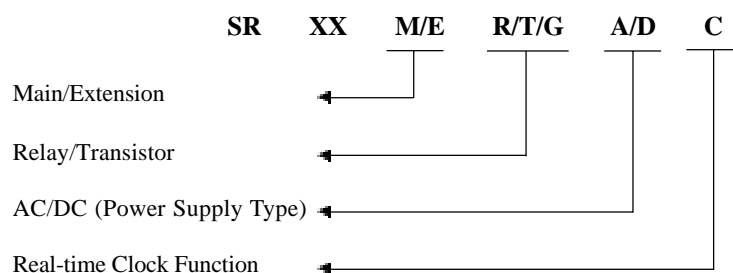 SR XX M/E R/T/G A/D C
Main/Extension
Relay/Transistor
AC/DC (Power Supply Type)
Real-time Clock Function